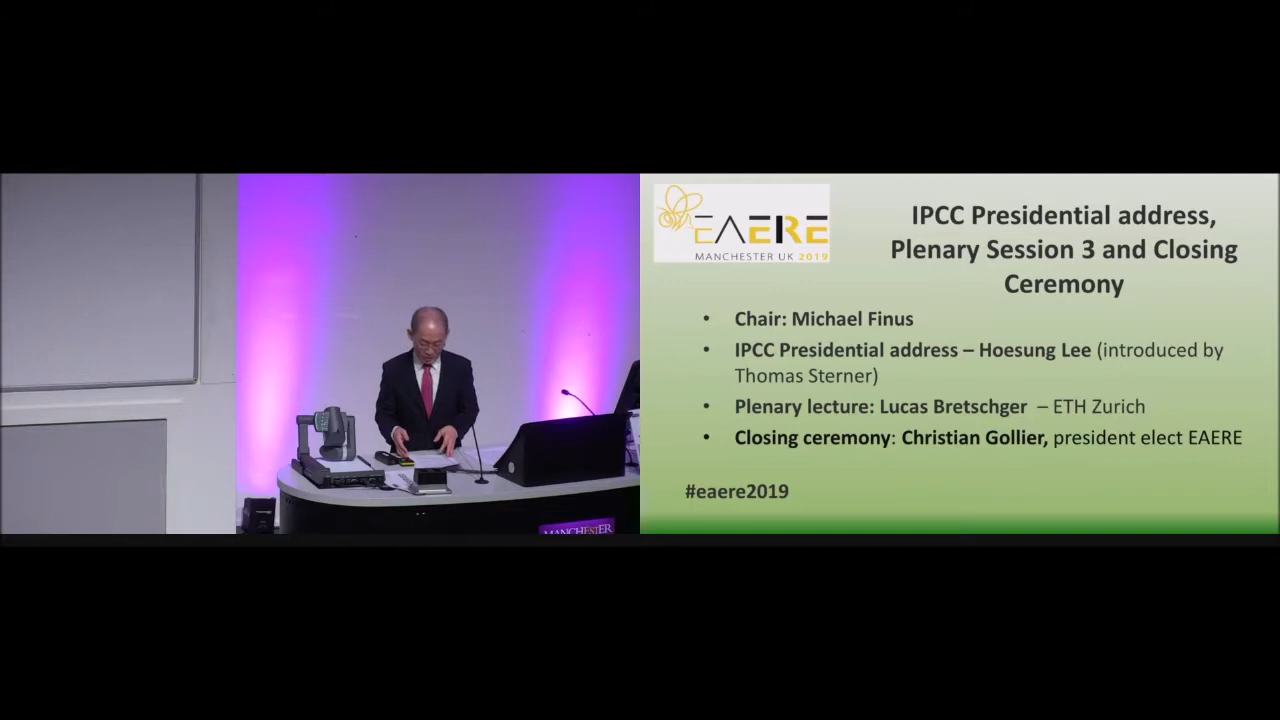 EAERE
MANCHESTER UK 2019
IPCC Presidential address,
Plenary Session 3 and Closing
Ceremony
• Chair: Michael Finus
• IPCC Presidential address – Hoesung Lee (introduced by
Thomas Sterner)
• Plenary lecture: Lucas Bretschger – ETH Zurich
• Closing ceremony: Christian Gollier, president elect EAERE
#eaere2019
MANCHESTER